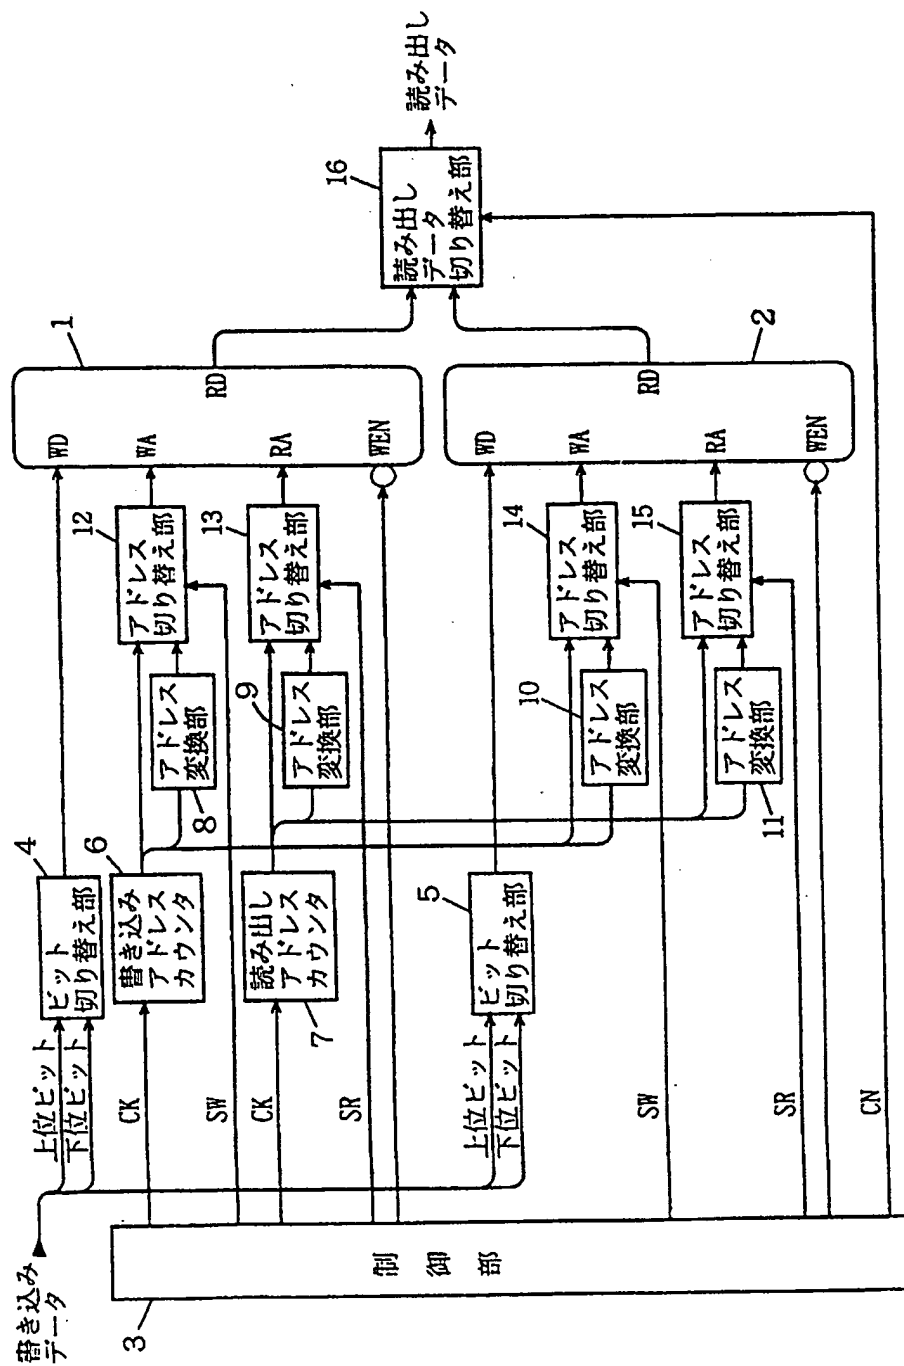 書き込み
データ
上位ビット
下位ビット
4
ビット
切り替え部
CK
6
書き込み
アドレス
カウンタ
8
アドレス
変換部
12
アドレス
切り替え部
SW
CK
7
読み出し
アドレス
カウンタ
9
アドレス
変換部
13
アドレス
切り替え部
SR
1
WD
WA
RA
WEN
RD
3
制御部
上位ビット
下位ビット
5
ビット
切り替え部
10
アドレス
変換部
14
アドレス
切り替え部
SW
11
アドレス
変換部
15
アドレス
切り替え部
SR
2
WD
WA
RA
WEN
RD
CN
16
読み出し
データ
切り替え部
読み出し
データ